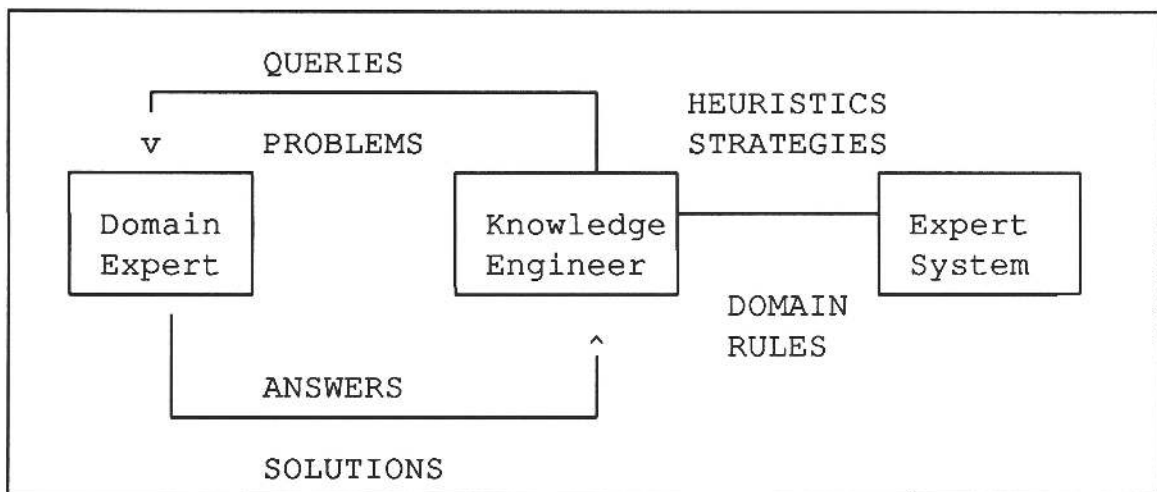 QUERIES
HEURISTICS
STRATEGIES
v
PROBLEMS
Domain
Expert
Knowledge
Engineer
Expert
System
DOMAIN
RULES
^
ANSWERS
SOLUTIONS